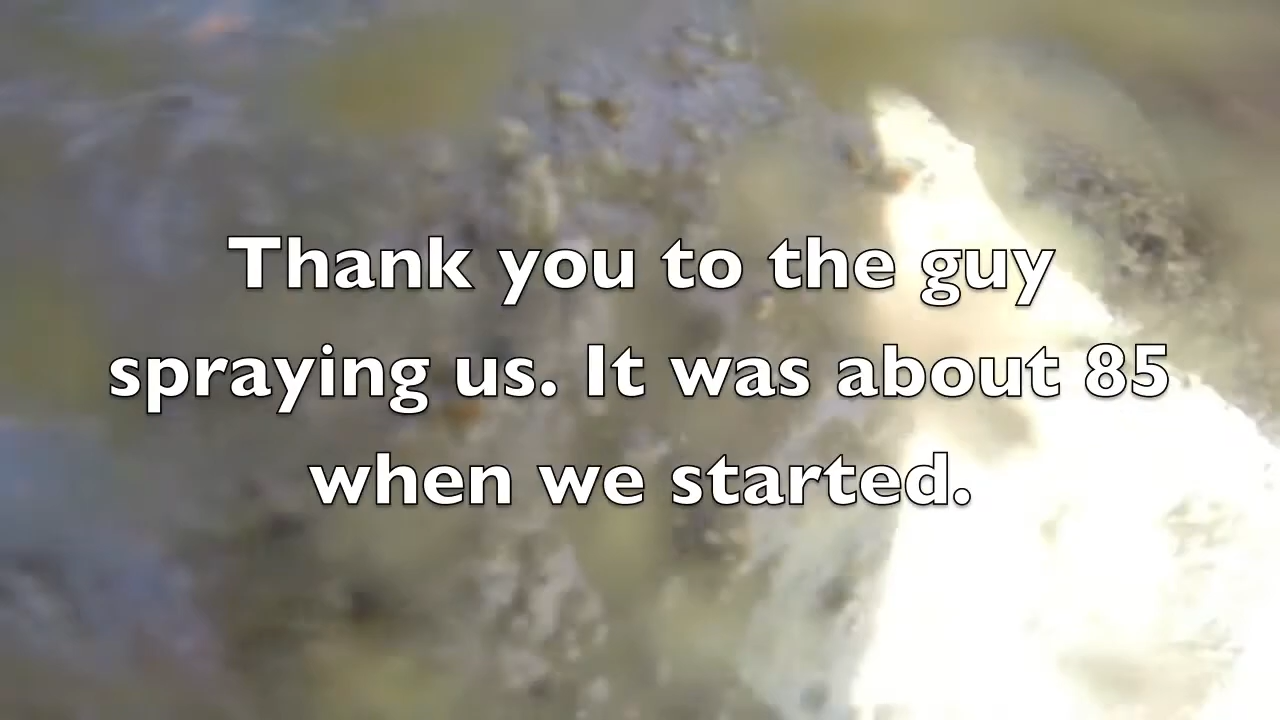 Thank you to the guy
spraying us. It was about 85
when we started.